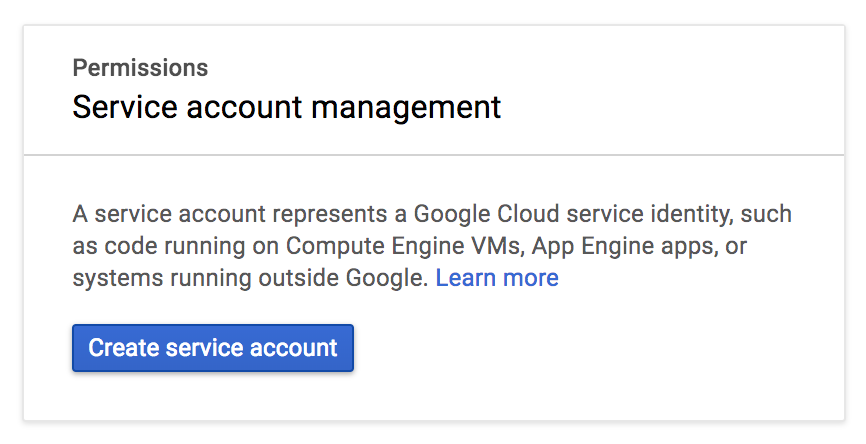 Permissions
Service account management
A service account represents a Google Cloud service identity, such
as code running on Compute Engine VMs, App Engine apps, or
systems running outside Google. Learn more
Create service account